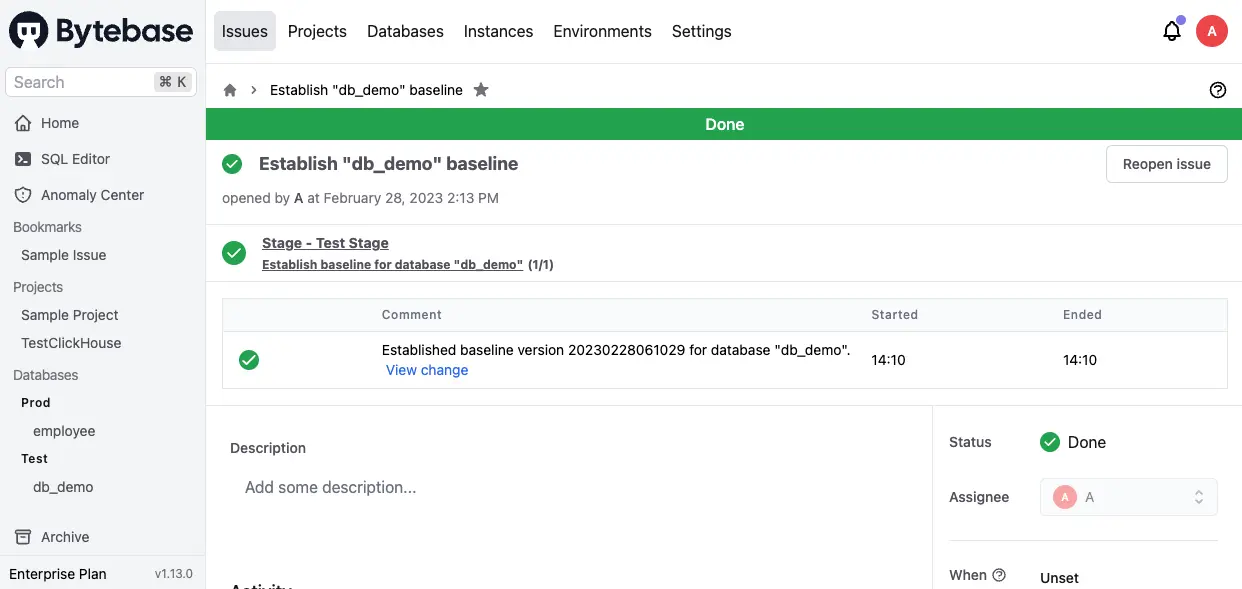 Bytebase
Issues Projects Databases Instances Environments Settings
A
Search ⌘ K
Home
SQL Editor
Anomaly Center
Bookmarks
Sample Issue
Projects
Sample Project
TestClickHouse
Databases
Prod
employee
Test
db_demo
Archive
Enterprise Plan v1.13.0
Establish "db_demo" baseline
Done
Establish "db_demo" baseline
Reopen issue
opened by A at February 28, 2023 2:13 PM
Stage - Test Stage
Establish baseline for database "db_demo" (1/1)
Comment Started Ended
Established baseline version 20230228061029 for database "db_demo". 14:10 14:10
View change
Description
Add some description...
Activity
Status Done
Assignee A A
When Unset